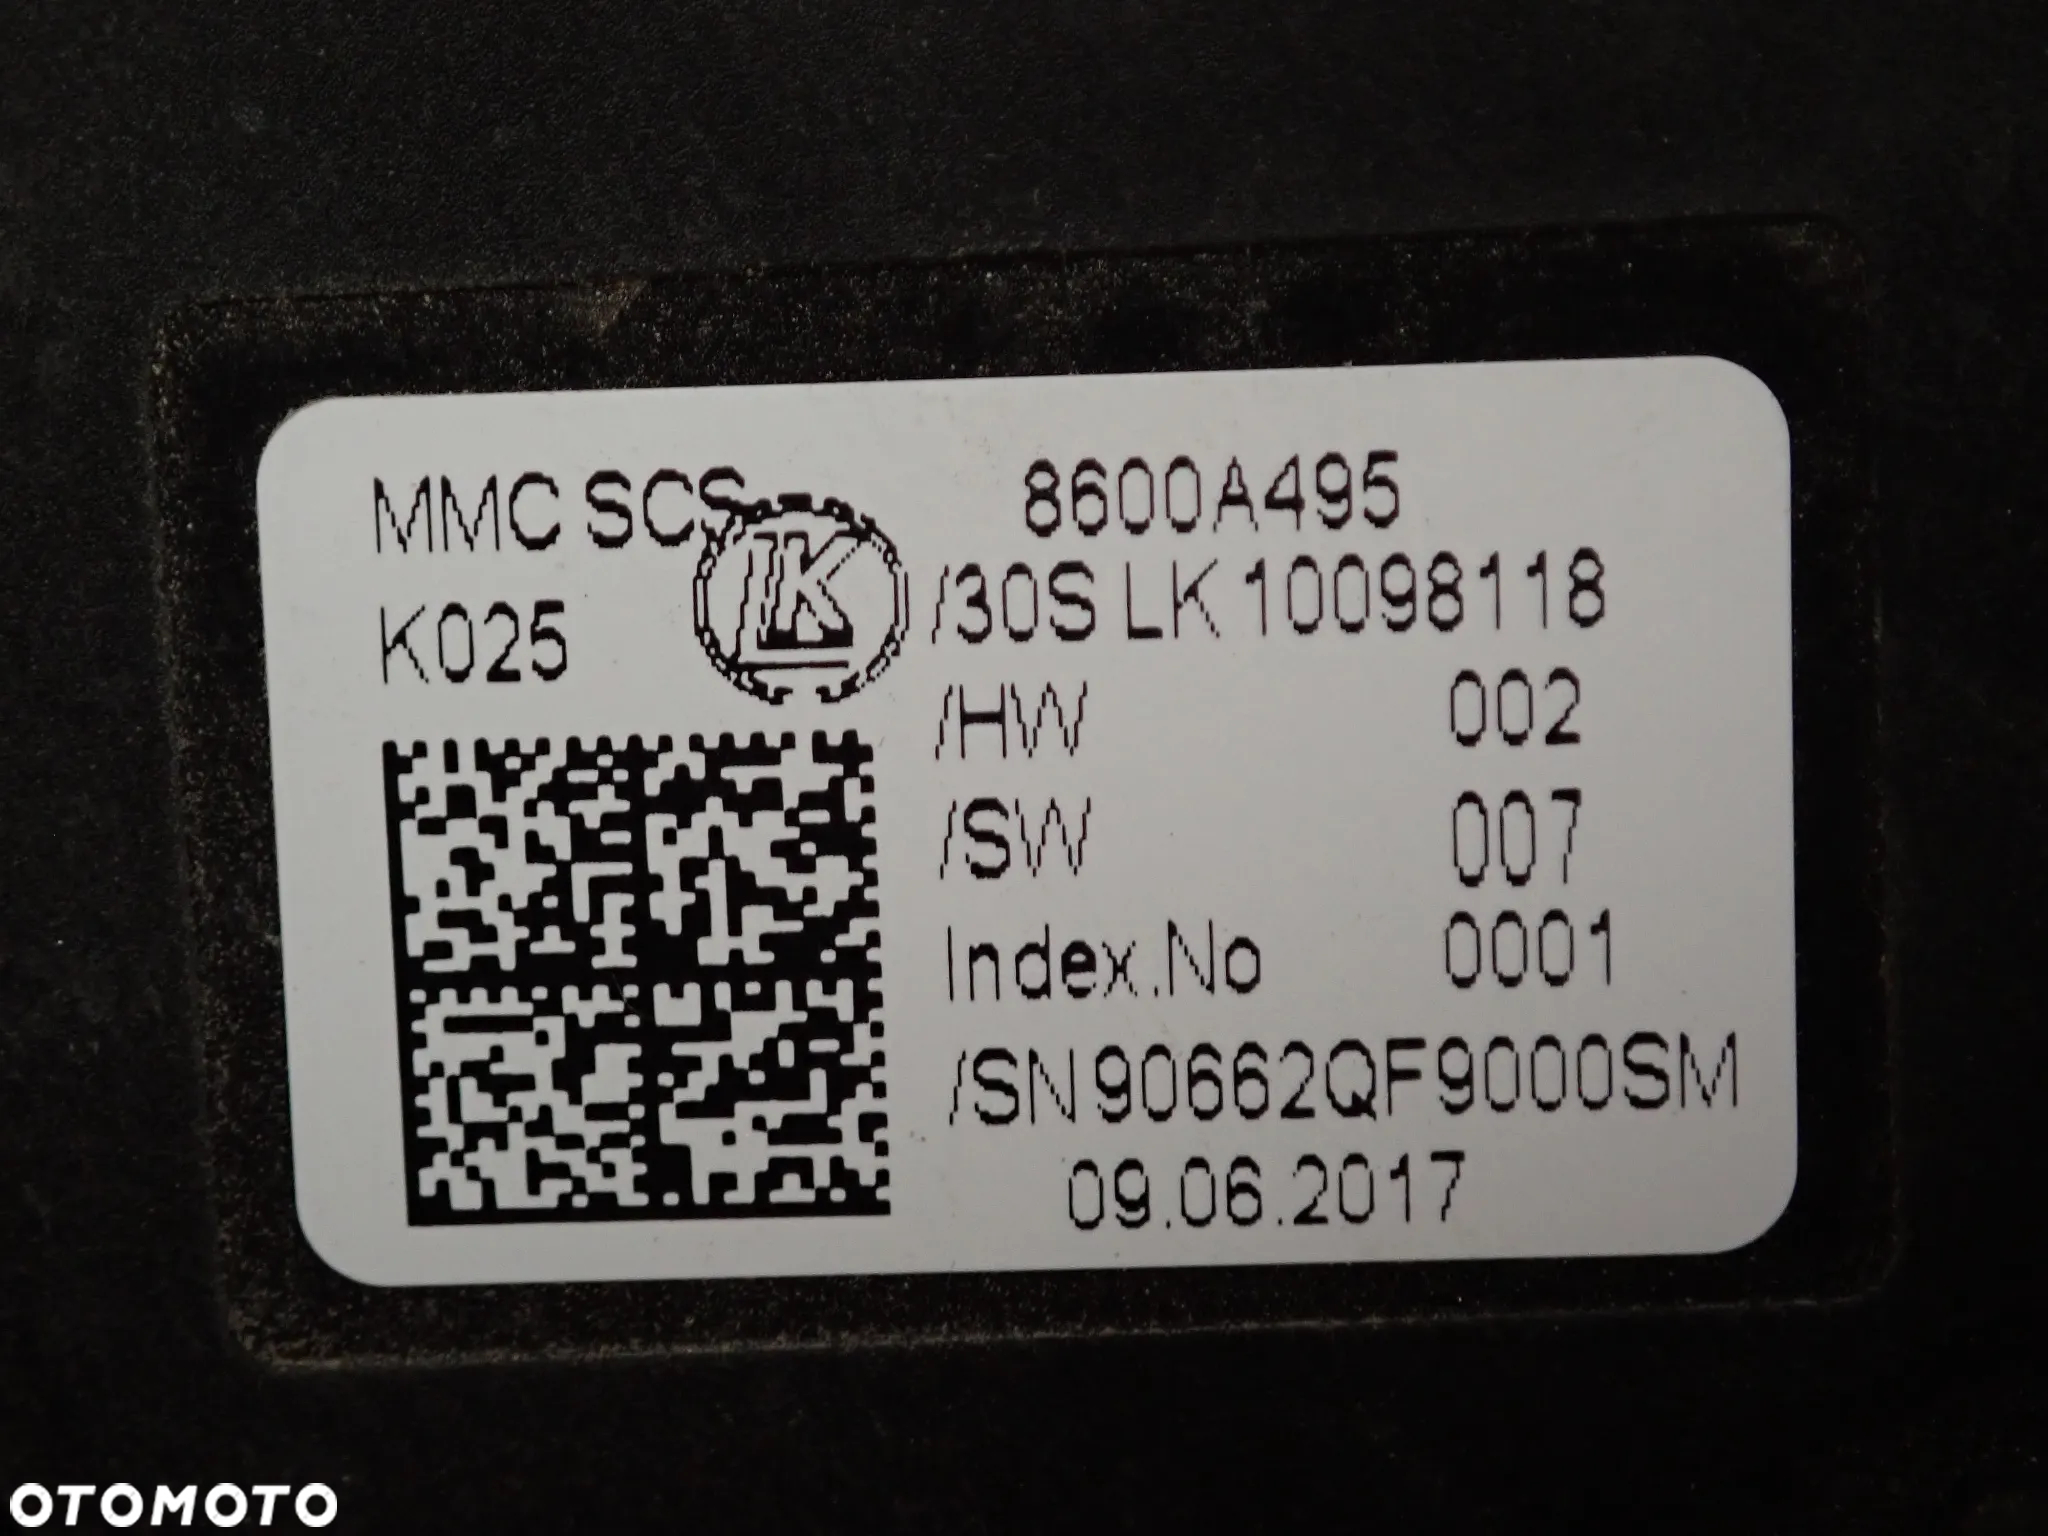 MMC SCS
K025
LK
8600A495
/30S LK 10098118
/HW 002
/SW 007
Index.No 0001
/SN 90662QF9000SM
09.06.2017
OTOMOTO